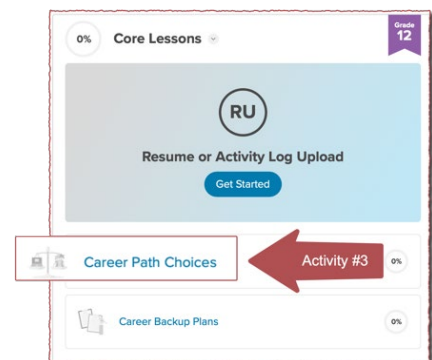 0% Core Lessons
Grade
12
RU
Resume or Activity Log Upload
Get Started
Career Path Choices Activity #3 0%
Career Backup Plans 0%